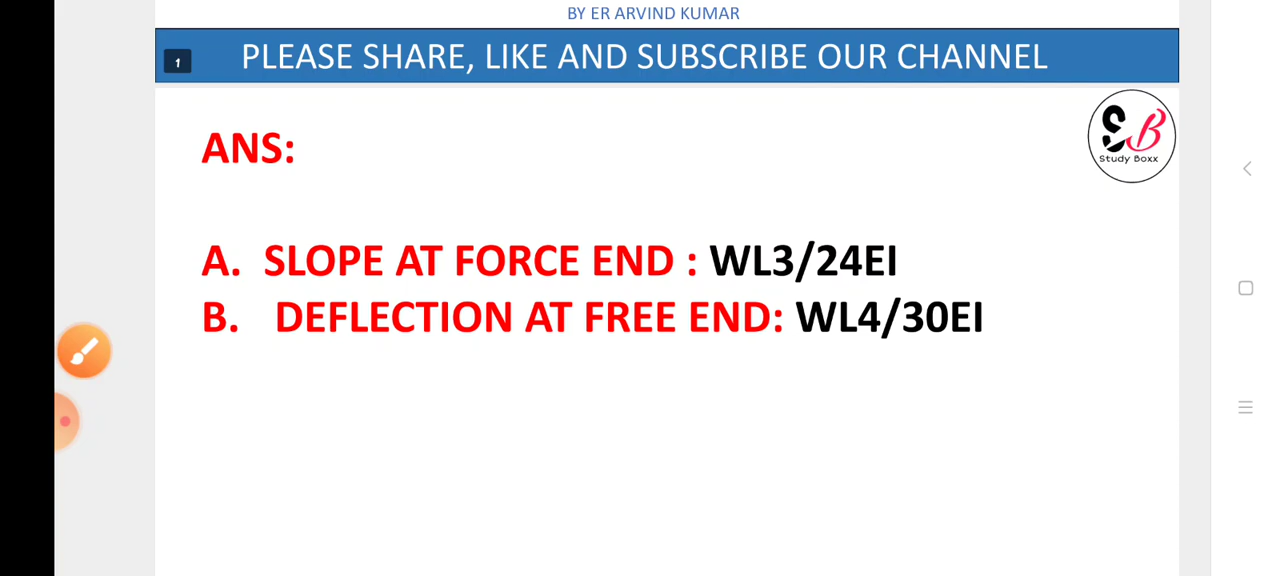 BY ER ARVIND KUMAR
1
PLEASE SHARE, LIKE AND SUBSCRIBE OUR CHANNEL
SB
Study Boxx
ANS:
A. SLOPE AT FORCE END : WL3/24EI
B. DEFLECTION AT FREE END: WL4/30EI